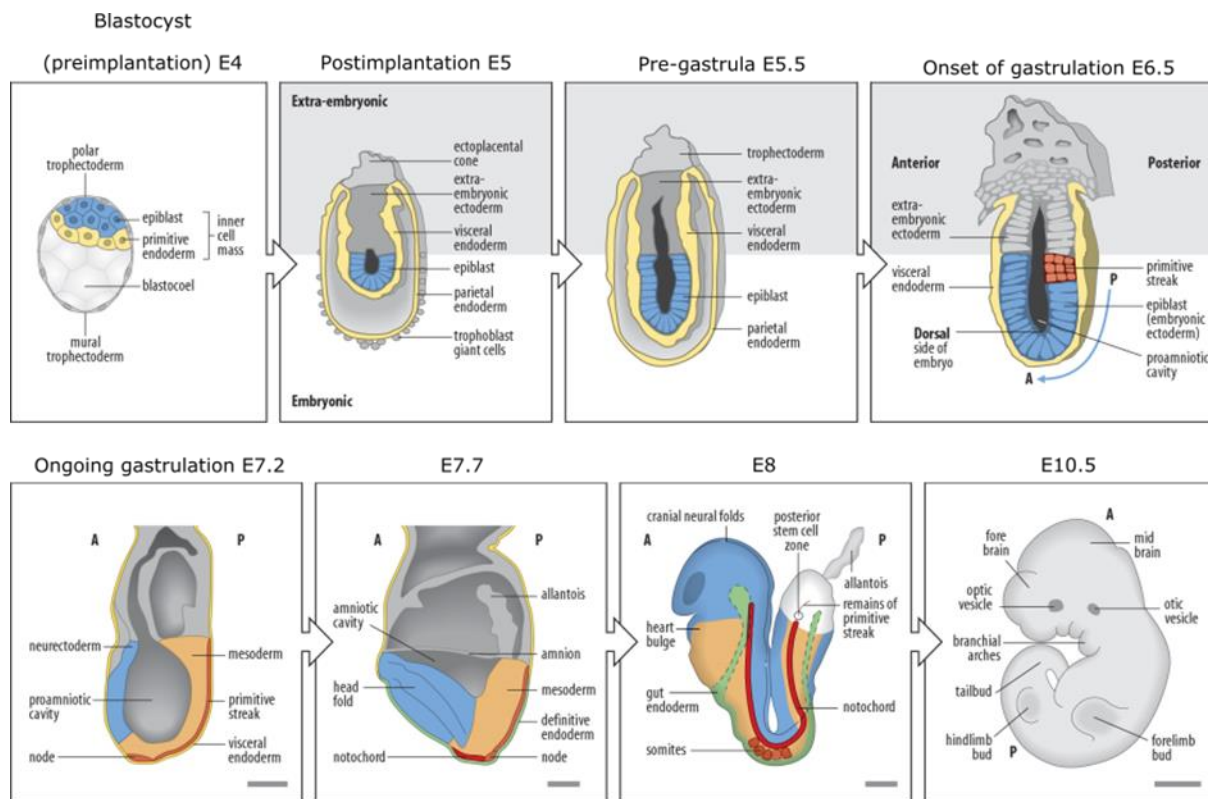 Blastocyst
(preimplantation) E4
polar
trophectoderm
epiblast
primitive
endoderm
inner
cell
mass
blastocoel
mural
trophectoderm
Postimplantation E5
Extra-embryonic
ectoplacental
cone
extra-
embryonic
ectoderm
visceral
endoderm
epiblast
parietal
endoderm
trophoblast
giant cells
Embryonic
Pre-gastrula E5.5
trophectoderm
extra-
embryonic
ectoderm
visceral
endoderm
epiblast
parietal
endoderm
Onset of gastrulation E6.5
Anterior
Posterior
extra-
embryonic
ectoderm
visceral
endoderm
Dorsal
side of
embryo
A
primitive
streak
P
epiblast
(embryonic
ectoderm)
proamniotic
cavity
Ongoing gastrulation E7.2
A
P
neurectoderm
proamniotic
cavity
node
mesoderm
primitive
streak
visceral
endoderm
E7.7
A
P
amniotic
cavity
head
fold
notochord
allantois
amnion
mesoderm
definitive
endoderm
node
E8
cranial neural folds
A
posterior
stem cell
zone
P
allantois
remains of
primitive
streak
heart
bulge
gut
endoderm
somites
notochord
E10.5
A
fore
brain
mid
brain
optic
vesicle
otic
vesicle
branchial
arches
tailbud
hindlimb
bud
P
forelimb
bud